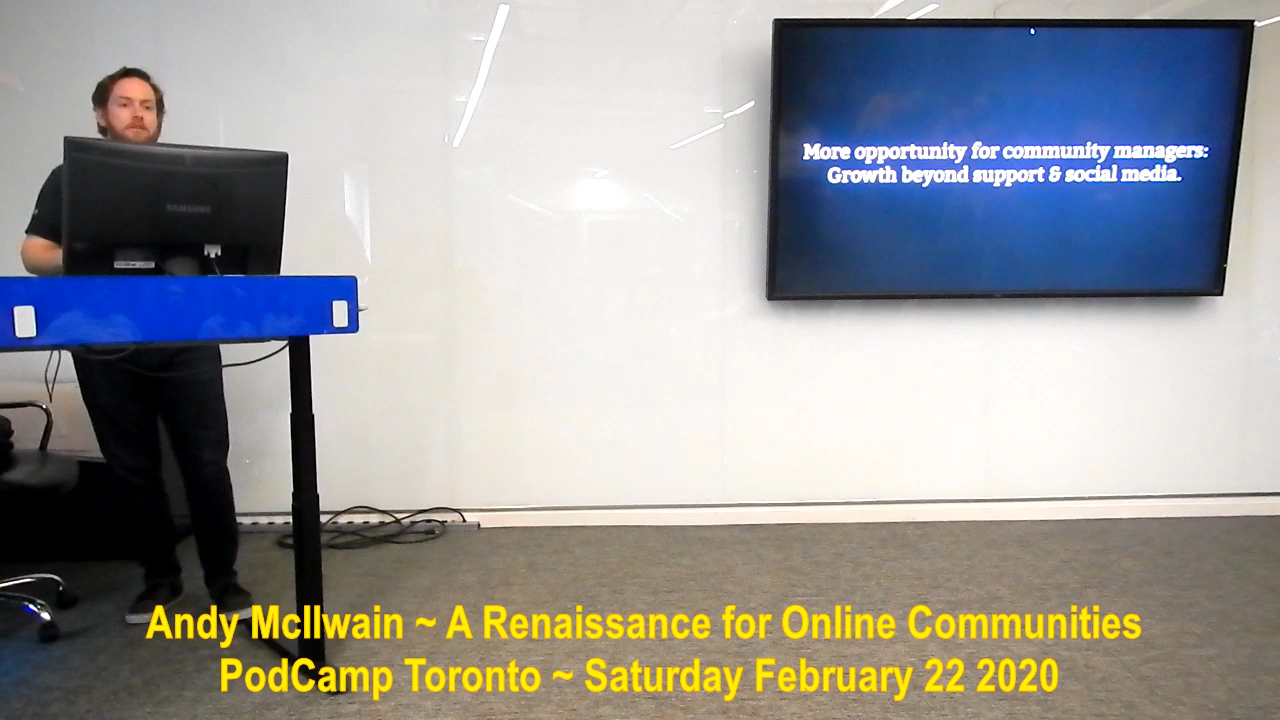 SAMSUNG
More opportunity for community managers:
Growth beyond support & social media.
Andy McIlwain ~ A Renaissance for Online Communities
PodCamp Toronto ~ Saturday February 22 2020